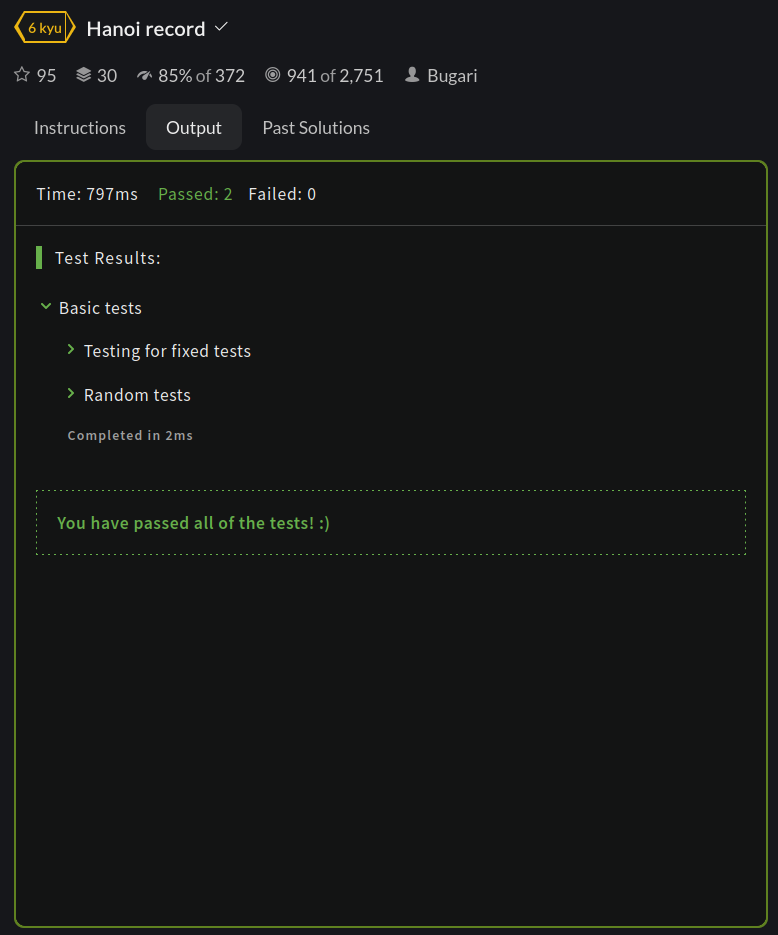 6 kyu Hanoi record
95 30 85% of 372 941 of 2,751 Bugari
Instructions Output Past Solutions
Time: 797ms Passed: 2 Failed: 0
Test Results:
Basic tests
Testing for fixed tests
Random tests
Completed in 2ms
You have passed all of the tests! :)